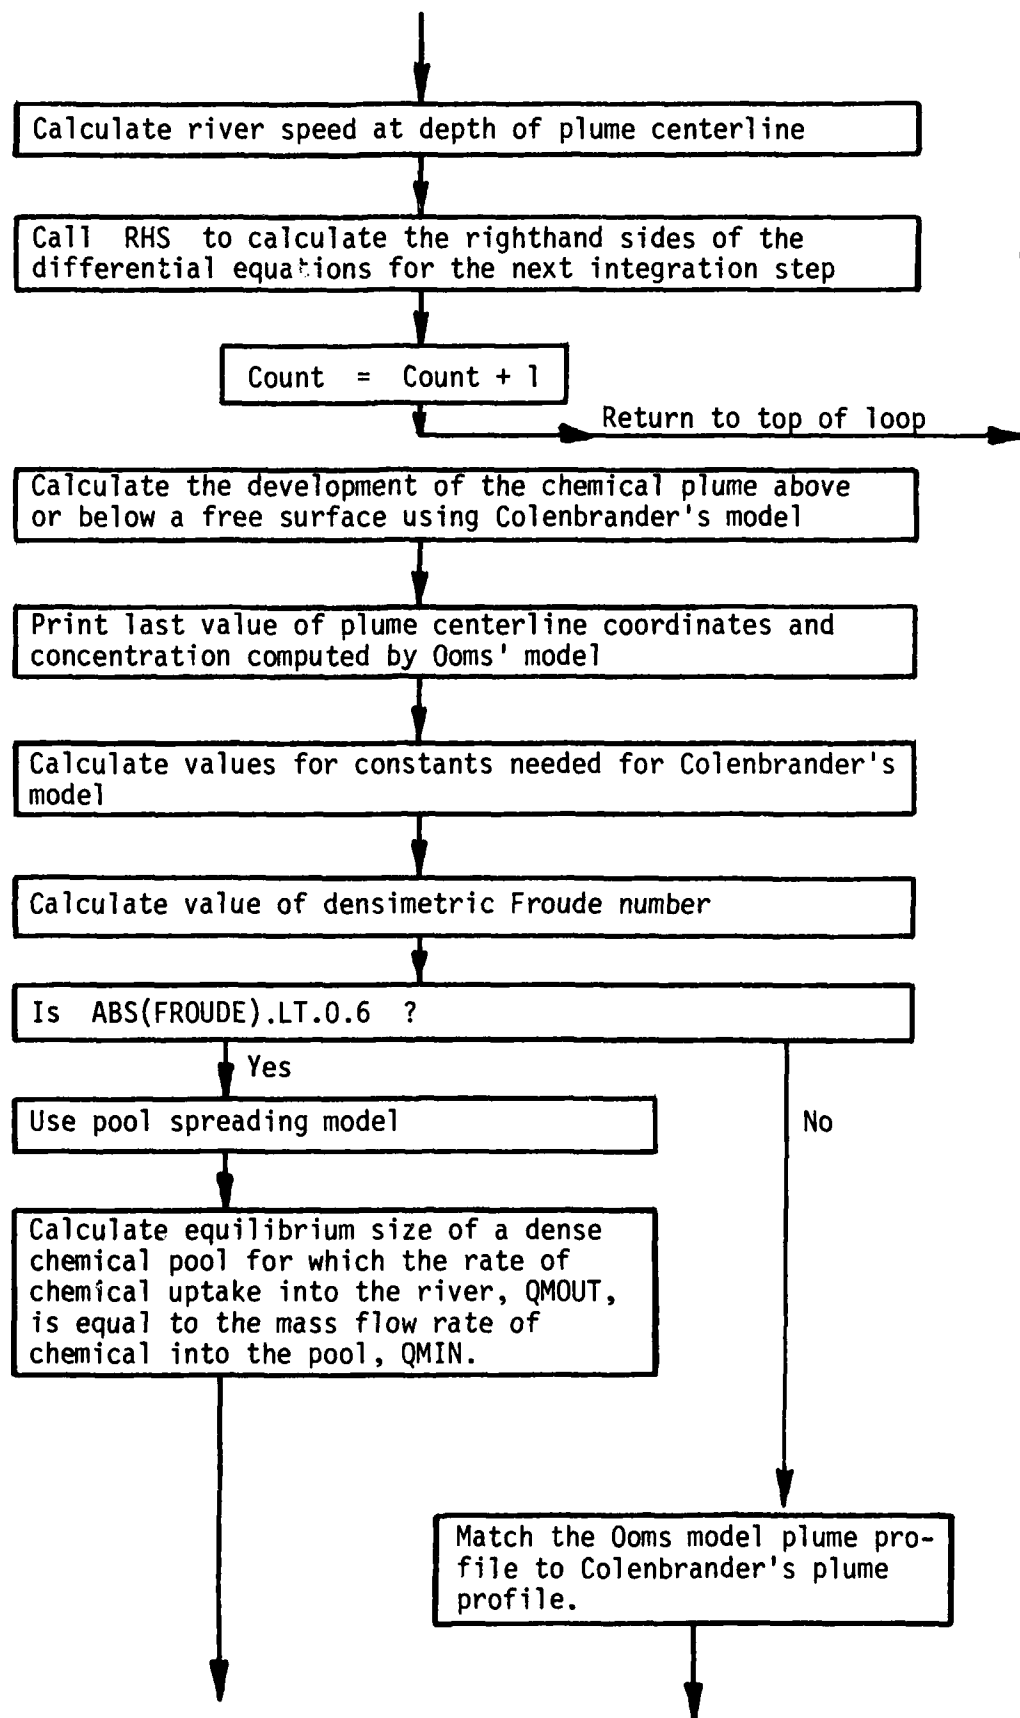 Calculate river speed at depth of plume centerline
Call RHS to calculate the righthand sides of the
differential equations for the next integration step
Count = Count + 1
Return to top of loop
Calculate the development of the chemical plume above
or below a free surface using Colenbrander's model
Print last value of plume centerline coordinates and
concentration computed by Ooms' model
Calculate values for constants needed for Colenbrander's
model
Calculate value of densimetric Froude number
Is ABS(FROUDE).LT.0.6 ?
Yes
No
Use pool spreading model
Calculate equilibrium size of a dense
chemical pool for which the rate of
chemical uptake into the river, QMOUT,
is equal to the mass flow rate of
chemical into the pool, QMIN.
Match the Ooms model plume pro-
file to Colenbrander's plume
profile.